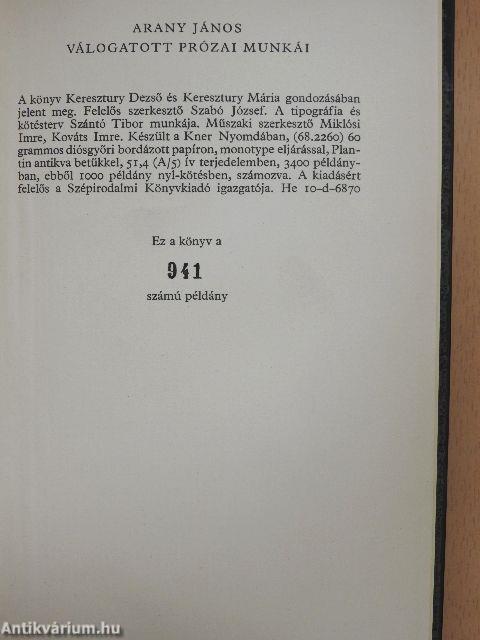 ARANY JÁNOS
VÁLOGATOTT PRÓZAI MUNKÁI
A könyv Keresztury Dezső és Keresztury Mária gondozásában
jelent meg. Felelős szerkesztő Szabó József. A tipográfia és
kötésterv Szántó Tibor munkája. Műszaki szerkesztő Miklósi
Imre, Kováts Imre. Készült a Kner Nyomdában, (68.2260) 60
grammos diósgyőri bordázott papíron, monotype eljárással, Plan-
tin antikva betűkkel, 51,4 (A/5) ív terjedelemben, 3400 példány-
ban, ebből 1000 példány nyl-kötésben, számozva. A kiadásért
felelős a Szépirodalmi Könyvkiadó igazgatója. He 10-d-6870
Ez a könyv a
941
számú példány
Antikvárium.hu